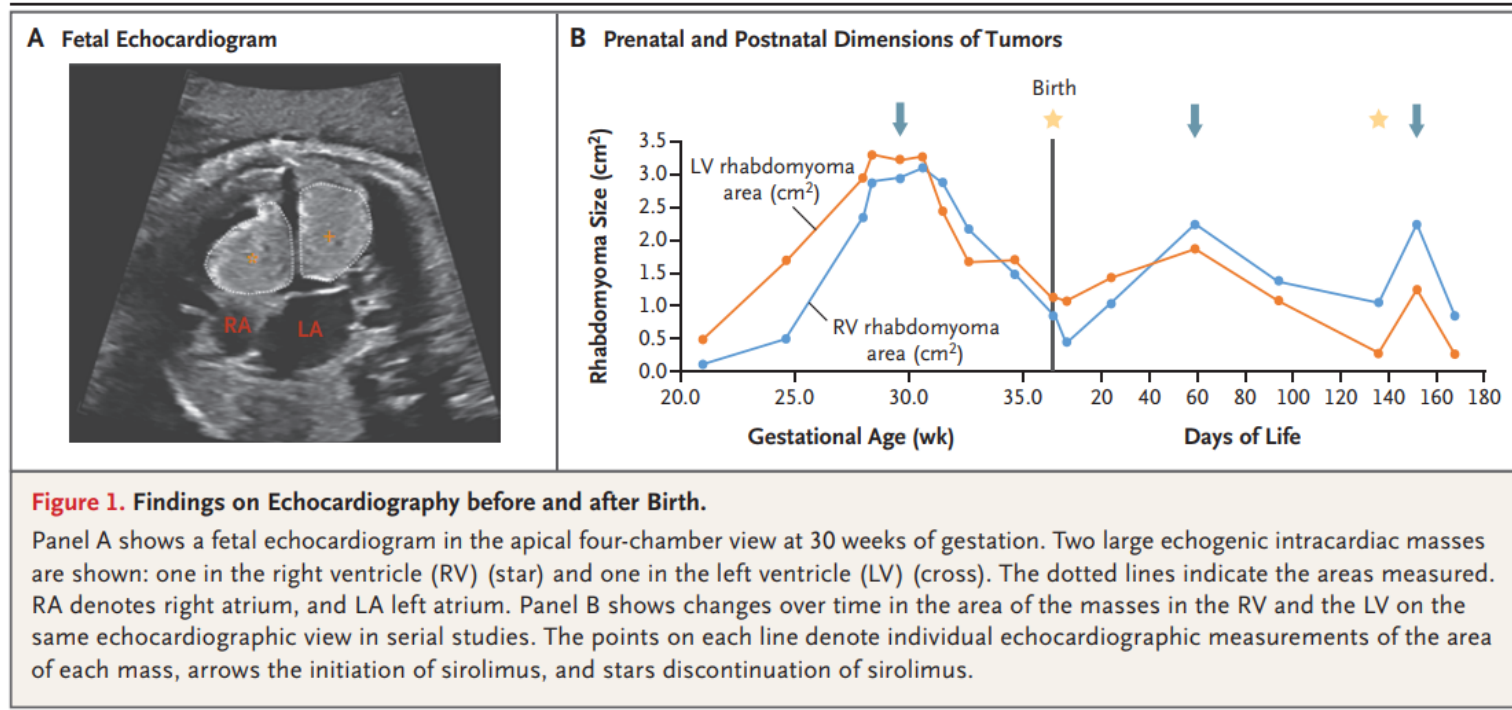 A Fetal Echocardiogram
RA
LA
B Prenatal and Postnatal Dimensions of Tumors
Birth
Rhabdomyoma Size (cm²)
3.5
3.0
2.5
2.0
1.5
1.0
0.5
0.0
LV rhabdomyoma
area (cm²)
RV rhabdomyoma
area (cm²)
20.0 25.0 30.0 35.0 20 40 60 80 100 120 140 160 180
Gestational Age (wk) Days of Life
Figure 1. Findings on Echocardiography before and after Birth.
Panel A shows a fetal echocardiogram in the apical four-chamber view at 30 weeks of gestation. Two large echogenic intracardiac masses
are shown: one in the right ventricle (RV) (star) and one in the left ventricle (LV) (cross). The dotted lines indicate the areas measured.
RA denotes right atrium, and LA left atrium. Panel B shows changes over time in the area of the masses in the RV and the LV on the
same echocardiographic view in serial studies. The points on each line denote individual echocardiographic measurements of the area
of each mass, arrows the initiation of sirolimus, and stars discontinuation of sirolimus.